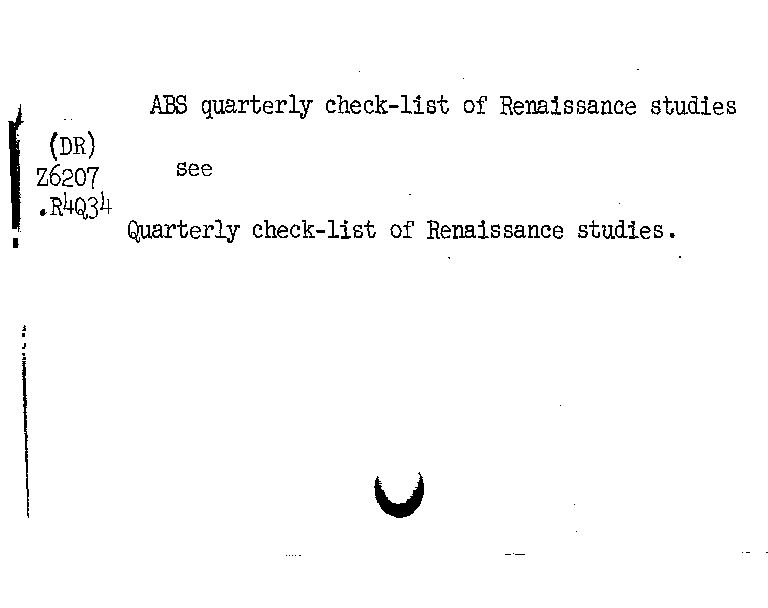 ABS quarterly check-list of Renaissance studies
(DR)
Z6207
.R4Q34
see
Quarterly check-list of Renaissance studies.